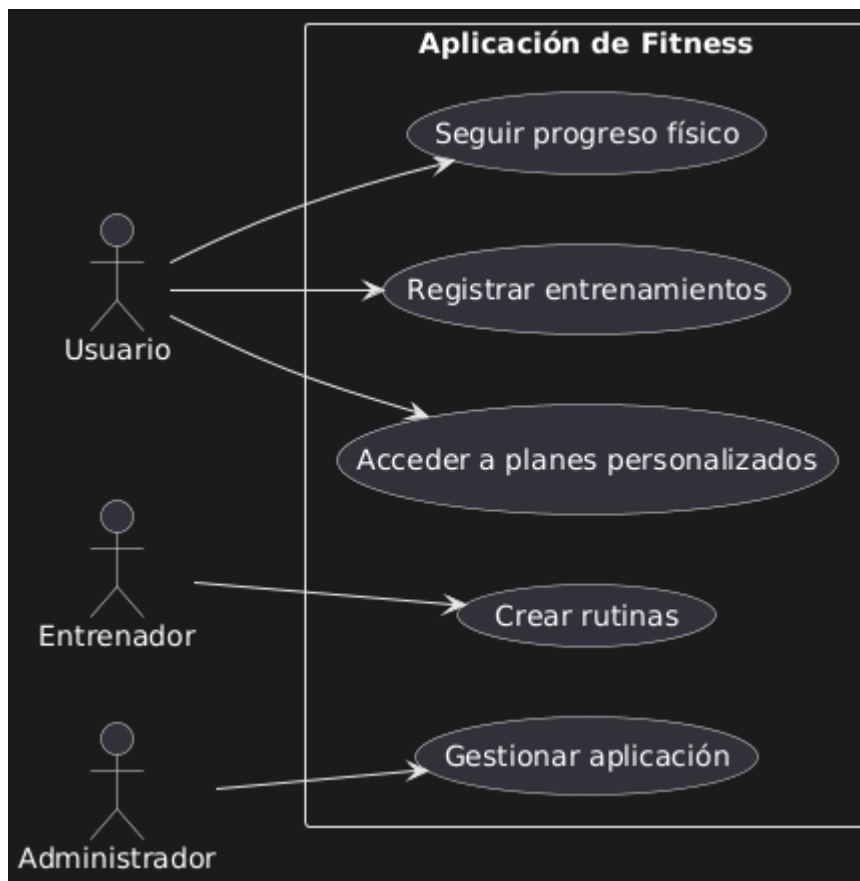 Aplicación de Fitness
Seguir progreso físico
Registrar entrenamientos
Usuario
Acceder a planes personalizados
Crear rutinas
Entrenador
Gestionar aplicación
Administrador